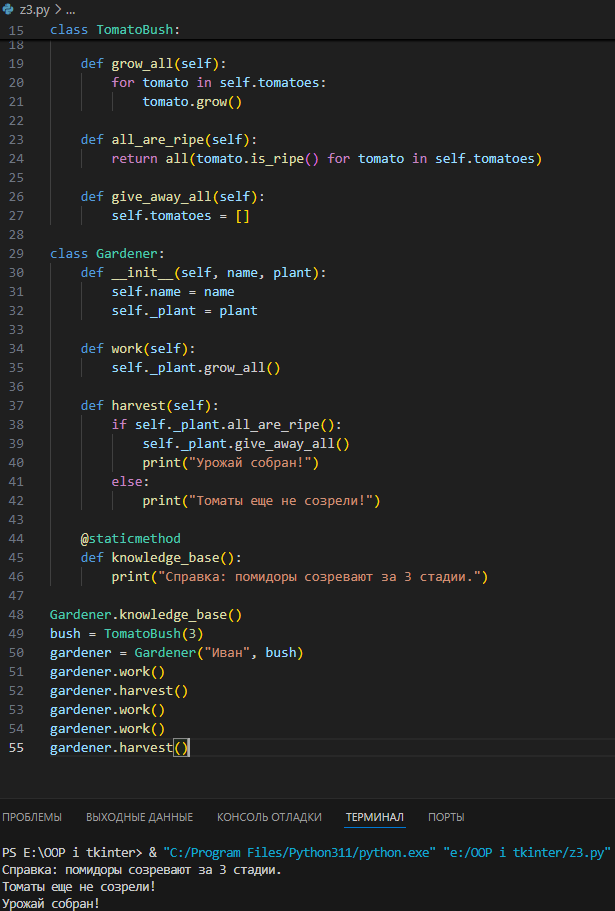 z3.py > ...
15 class TomatoBush:
18
19     def grow_all(self):
20         for tomato in self.tomatoes:
21             tomato.grow()
22
23     def all_are_ripe(self):
24         return all(tomato.is_ripe() for tomato in self.tomatoes)
25
26     def give_away_all(self):
27         self.tomatoes = []
28
29 class Gardener:
30     def __init__(self, name, plant):
31         self.name = name
32         self._plant = plant
33
34     def work(self):
35         self._plant.grow_all()
36
37     def harvest(self):
38         if self._plant.all_are_ripe():
39             self._plant.give_away_all()
40             print("Урожай собран!")
41         else:
42             print("Томаты еще не созрели!")
43
44     @staticmethod
45     def knowledge_base():
46         print("Справка: помидоры созревают за 3 стадии.")
47
48 Gardener.knowledge_base()
49 bush = TomatoBush(3)
50 gardener = Gardener("Иван", bush)
51 gardener.work()
52 gardener.harvest()
53 gardener.work()
54 gardener.work()
55 gardener.harvest()
ПРОБЛЕМЫ ВЫХОДНЫЕ ДАННЫЕ КОНСОЛЬ ОТЛАДКИ ТЕРМИНАЛ ПОРТЫ
PS E:\OOP i tkinter> & "C:/Program Files/Python311/python.exe" "e:/OOP i tkinter/z3.py"
Справка: помидоры созревают за 3 стадии.
Томаты еще не созрели!
Урожай собран!